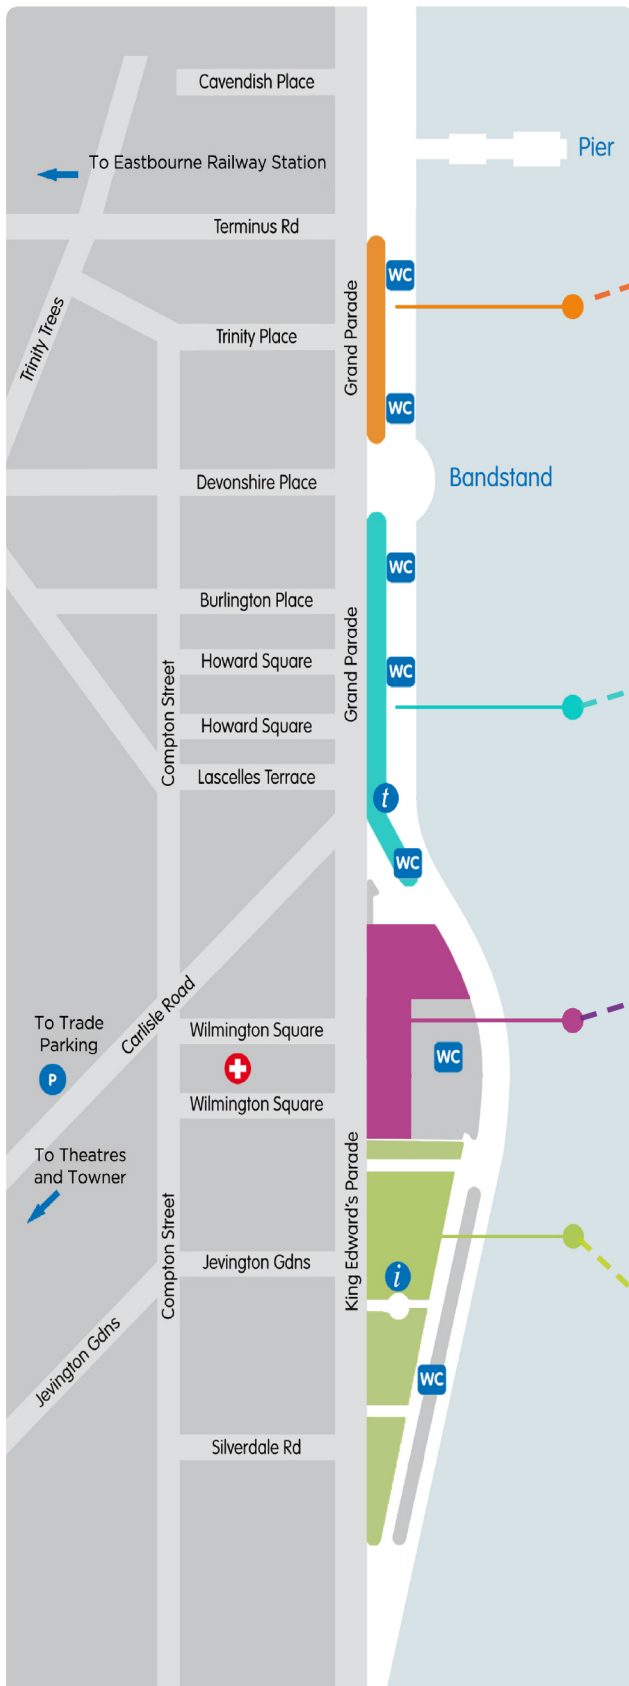 Cavendish Place
Pier
To Eastbourne Railway Station
Terminus Rd
WC
Trinity Trees
Grand Parade
Trinity Place
WC
Bandstand
Devonshire Place
WC
Burlington Place
Howard Square
Grand Parade
WC
Compton Street
Howard Square
Lascelles Terrace
t
WC
Carlisle Road
To Trade
Parking
Wilmington Square
WC
P
Wilmington Square
To Theatres
and Towner
King Edward's Parade
Compton Street
Jevington Gdns
i
Jevington Gdns
WC
Silverdale Rd